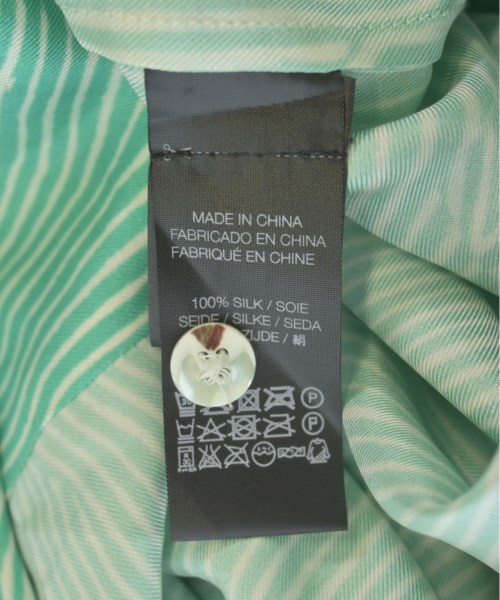 MADE IN CHINA
FABRICADO EN CHINA
FABRIQUÉ EN CHINE
100% SILK / SOIE
SEIDE / SILKE / SEDA
ZIJDE / 絹
P
P